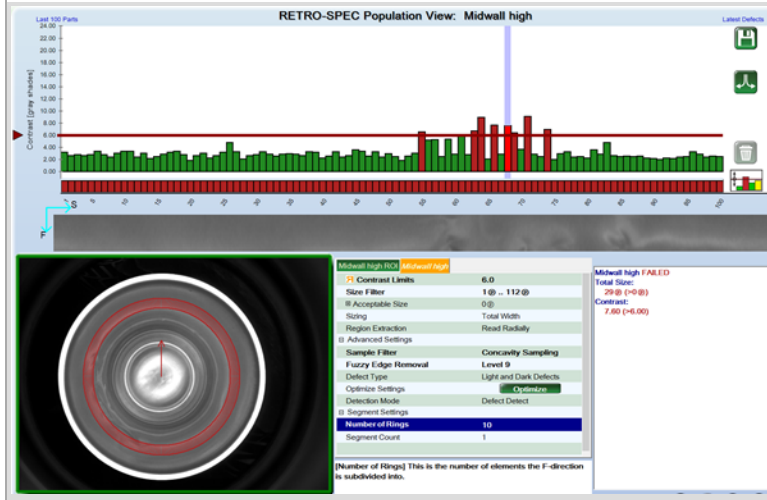 Last 100 Parts
RETRO-SPEC Population View: Midwall high
Latest Defects
Contrast [gray shades]
24.00
22.00
20.00
18.00
16.00
14.00
12.00
10.00
8.00
6.00
4.00
2.00
0.00
1 5 10 15 20 25 30 35 40 45 50 55 60 65 70 75 80 85 90 95 100
S
F
Midwall high ROI Midwall high
Contrast Limits 6.0
Size Filter 1 .. 112
Acceptable Size 0
Sizing Total Width
Region Extraction Read Radially
Advanced Settings
Sample Filter Concavity Sampling
Fuzzy Edge Removal Level 9
Defect Type Light and Dark Defects
Optimize Settings Optimize
Detection Mode Defect Detect
Segment Settings
Number of Rings 10
Segment Count 1
[Number of Rings] This is the number of elements the F-direction
is subdivided into.
Midwall high FAILED
Total Size:
29 (>0)
Contrast:
7.60 (>6.00)